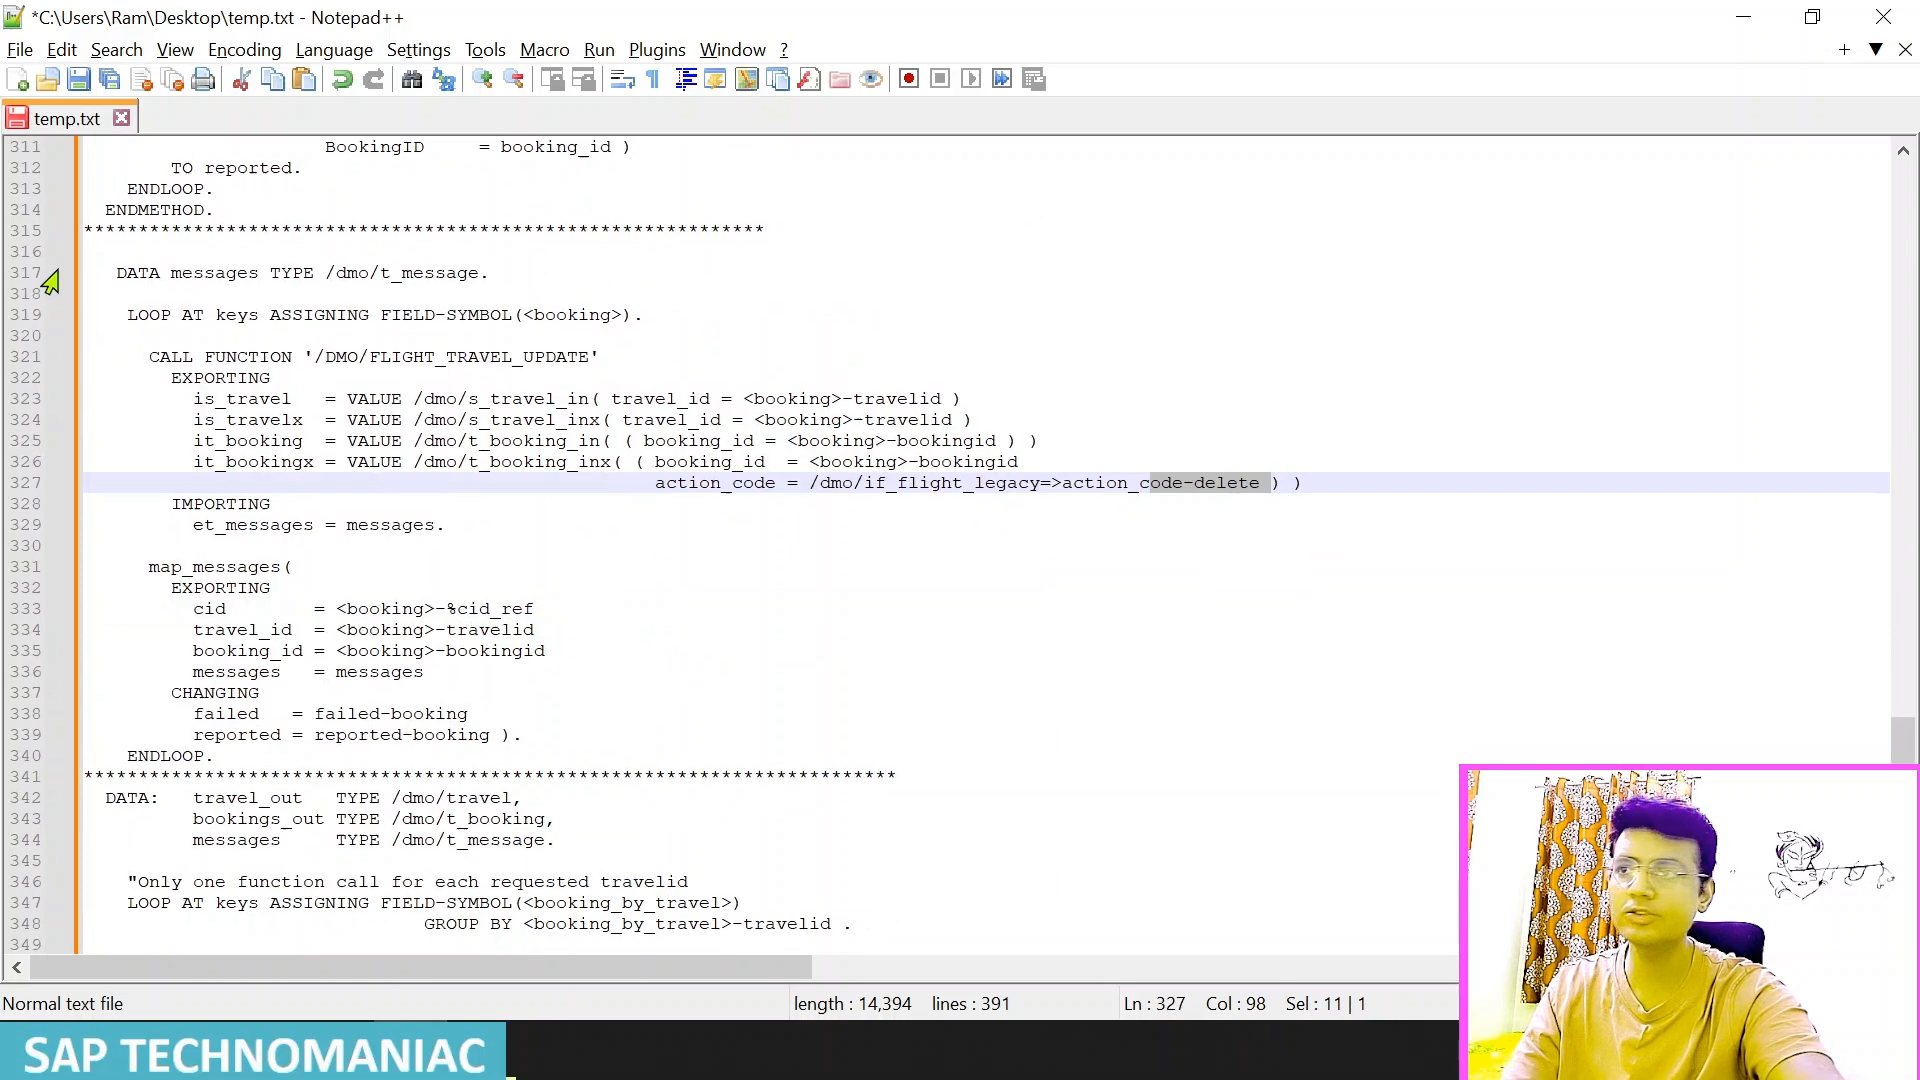 *C:\Users\Ram\Desktop\temp.txt - Notepad++
File Edit Search View Encoding Language Settings Tools Macro Run Plugins Window ?
temp.txt
311 BookingID = booking_id )
312 TO reported.
313 ENDLOOP.
314 ENDMETHOD.
315 **************************************************************
316
317 DATA messages TYPE /dmo/t_message.
318
319 LOOP AT keys ASSIGNING FIELD-SYMBOL(<booking>).
320
321 CALL FUNCTION '/DMO/FLIGHT_TRAVEL_UPDATE'
322 EXPORTING
323 is_travel = VALUE /dmo/s_travel_in( travel_id = <booking>-travelid )
324 is_travelx = VALUE /dmo/s_travel_inx( travel_id = <booking>-travelid )
325 it_booking = VALUE /dmo/t_booking_in( ( booking_id = <booking>-bookingid ) )
326 it_bookingx = VALUE /dmo/t_booking_inx( ( booking_id = <booking>-bookingid
327 action_code = /dmo/if_flight_legacy=>action_code-delete ) )
328 IMPORTING
329 et_messages = messages.
330
331 map_messages(
332 EXPORTING
333 cid = <booking>-%cid_ref
334 travel_id = <booking>-travelid
335 booking_id = <booking>-bookingid
336 messages = messages
337 CHANGING
338 failed = failed-booking
339 reported = reported-booking ).
340 ENDLOOP.
341 **************************************************************************
342 DATA: travel_out TYPE /dmo/travel,
343 bookings_out TYPE /dmo/t_booking,
344 messages TYPE /dmo/t_message.
345
346 "Only one function call for each requested travelid
347 LOOP AT keys ASSIGNING FIELD-SYMBOL(<booking_by_travel>)
348 GROUP BY <booking_by_travel>-travelid .
349
Normal text file length : 14,394 lines : 391 Ln : 327 Col : 98 Sel : 11 | 1
SAP TECHNOMANIAC